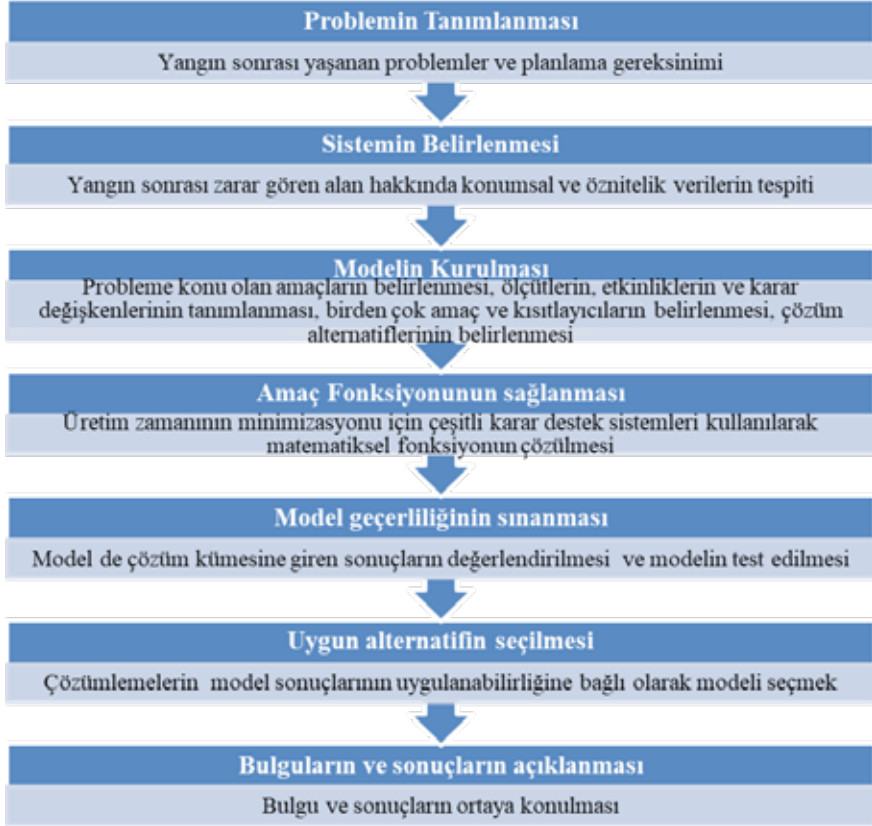 Problemin Tanımlanması
Yangın sonrası yaşanan problemler ve planlama gereksinimi
Sistemin Belirlenmesi
Yangın sonrası zarar gören alan hakkında konumsal ve öznitelik verilerin tespiti
Modelin Kurulması
Probleme konu olan amaçların belirlenmesi, ölçütlerin, etkinliklerin ve karar
değişkenlerinin tanımlanması, birden çok amaç ve kısıtlayıcıların belirlenmesi, çözüm
alternatiflerinin belirlenmesi
Amaç Fonksiyonunun sağlanması
Üretim zamanının minimizasyonu için çeşitli karar destek sistemleri kullanılarak
matematiksel fonksiyonun çözülmesi
Model geçerliliğinin sınanması
Model de çözüm kümesine giren sonuçların değerlendirilmesi ve modelin test edilmesi
Uygun alternatifin seçilmesi
Çözümlemelerin model sonuçlarının uygulanabilirliğine bağlı olarak modeli seçmek
Bulguların ve sonuçların açıklanması
Bulgu ve sonuçların ortaya konulması